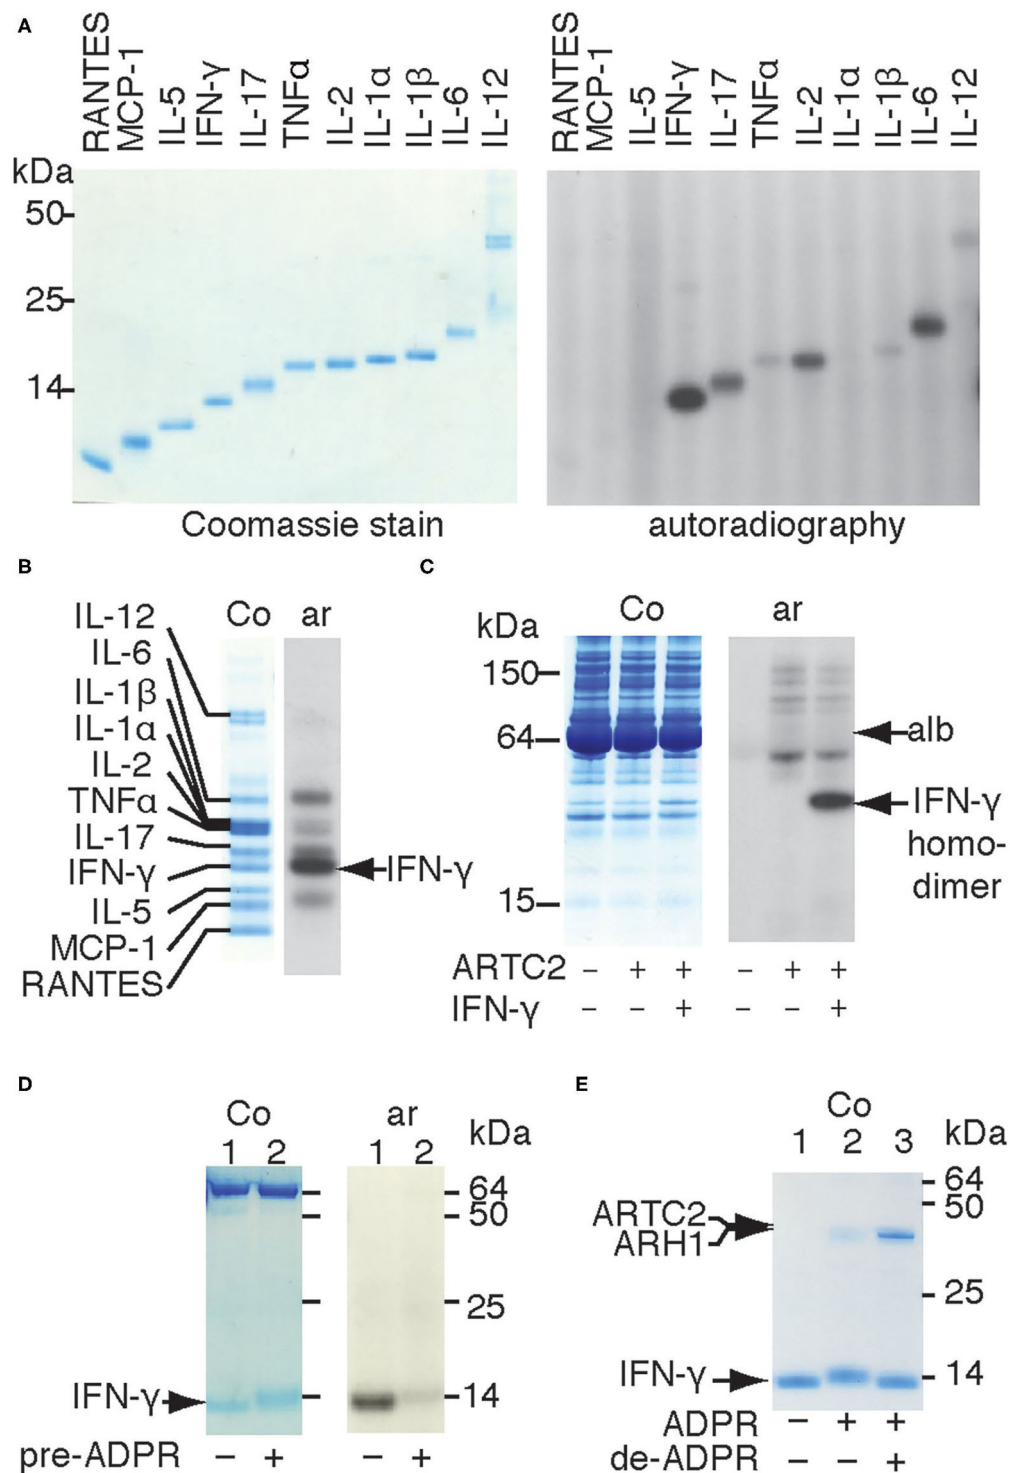 A
RANTES MCP-1 IL-5 IFN-γ IL-17 TNFα IL-2 IL-1α IL-1β IL-6 IL-12
RANTES MCP-1 IL-5 IFN-γ IL-17 TNFα IL-2 IL-1α IL-1β IL-6 IL-12
kDa
50
25
14
Coomassie stain
autoradiography
B
Co ar
IL-12
IL-6
IL-1β
IL-1α
IL-2
TNFα
IL-17
IFN-γ
IL-5
MCP-1
RANTES
IFN-γ
C
Co ar
kDa
150
64
15
alb
IFN-γ
homo-
dimer
ARTC2 – + + – + +
IFN-γ – – + – – +
D
Co ar
1 2 1 2 kDa
64
50
25
14
IFN-γ
pre-ADPR – + – +
E
Co
1 2 3 kDa
64
50
25
14
ARTC2
ARH1
IFN-γ
ADPR – + +
de-ADPR – – +